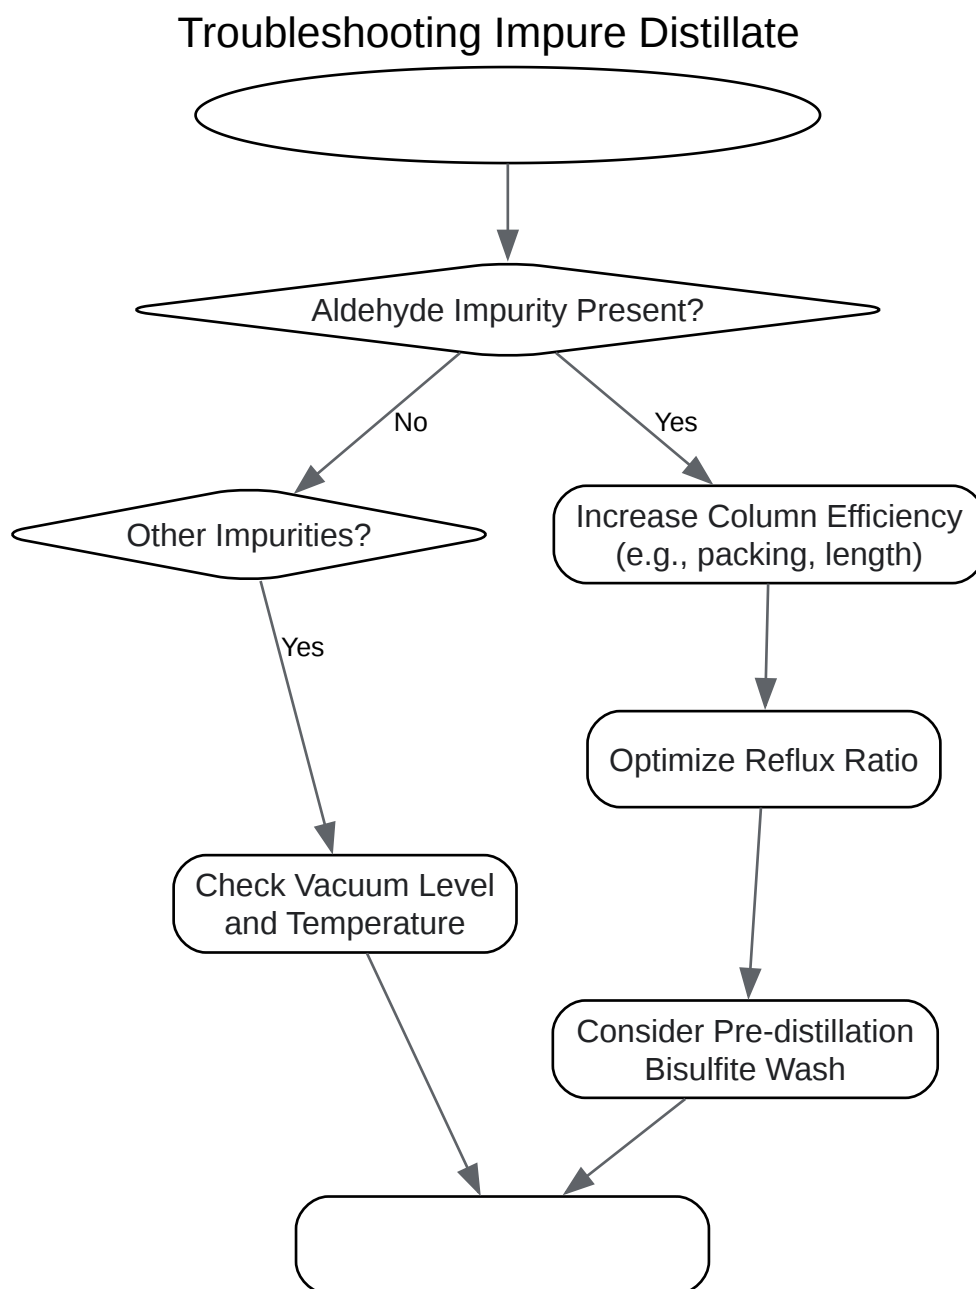 Troubleshooting Impure Distillate
Aldehyde Impurity Present?
No
Yes
Other Impurities?
Increase Column Efficiency
(e.g., packing, length)
Yes
Optimize Reflux Ratio
Check Vacuum Level
and Temperature
Consider Pre-distillation
Bisulfite Wash